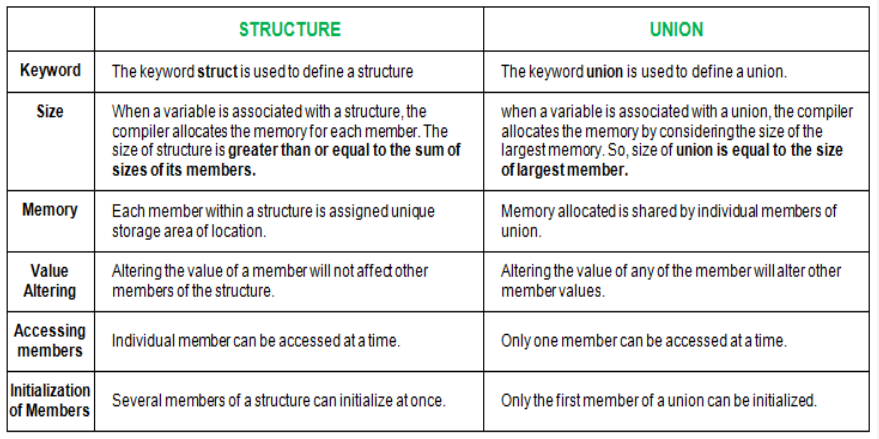 STRUCTURE UNION
Keyword The keyword struct is used to define a structure The keyword union is used to define a union.
Size When a variable is associated with a structure, the when a variable is associated with a union, the compiler
compiler allocates the memory for each member. The allocates the memory by considering the size of the
size of structure is greater than or equal to the sum of largest memory. So, size of union is equal to the size
sizes of its members. of largest member.
Memory Each member within a structure is assigned unique Memory allocated is shared by individual members of
storage area of location. union.
Value Altering the value of a member will not affect other Altering the value of any of the member will alter other
Altering members of the structure. member values.
Accessing
members Individual member can be accessed at a time. Only one member can be accessed at a time.
Initialization
of Members Several members of a structure can initialize at once. Only the first member of a union can be initialized.